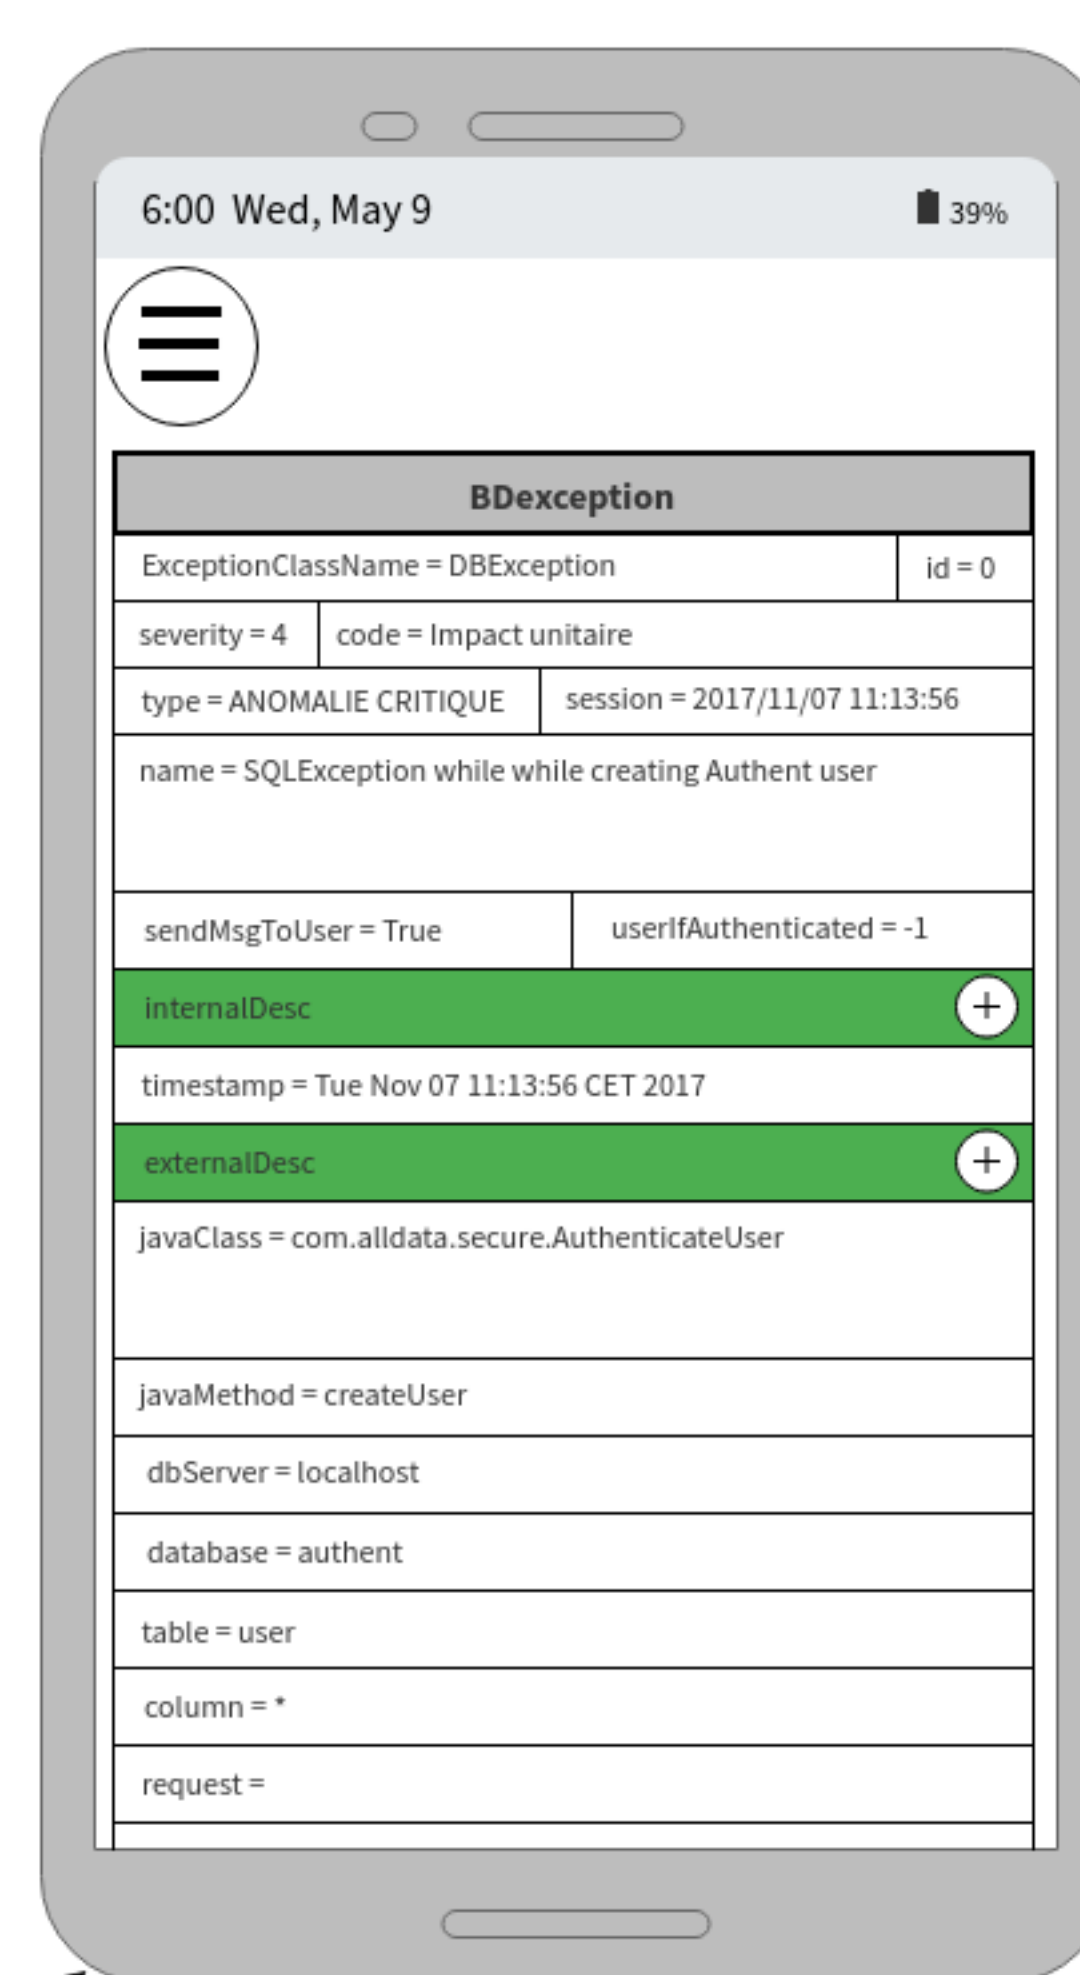 6:00 Wed, May 9 39%
BDexception
ExceptionClassName = DBException id = 0
severity = 4 code = Impact unitaire
type = ANOMALIE CRITIQUE session = 2017/11/07 11:13:56
name = SQLException while while creating Authent user
sendMsgToUser = True userIfAuthenticated = -1
internalDesc +
timestamp = Tue Nov 07 11:13:56 CET 2017
externalDesc +
javaClass = com.alldata.secure.AuthenticateUser
javaMethod = createUser
dbServer = localhost
database = authent
table = user
column = *
request =